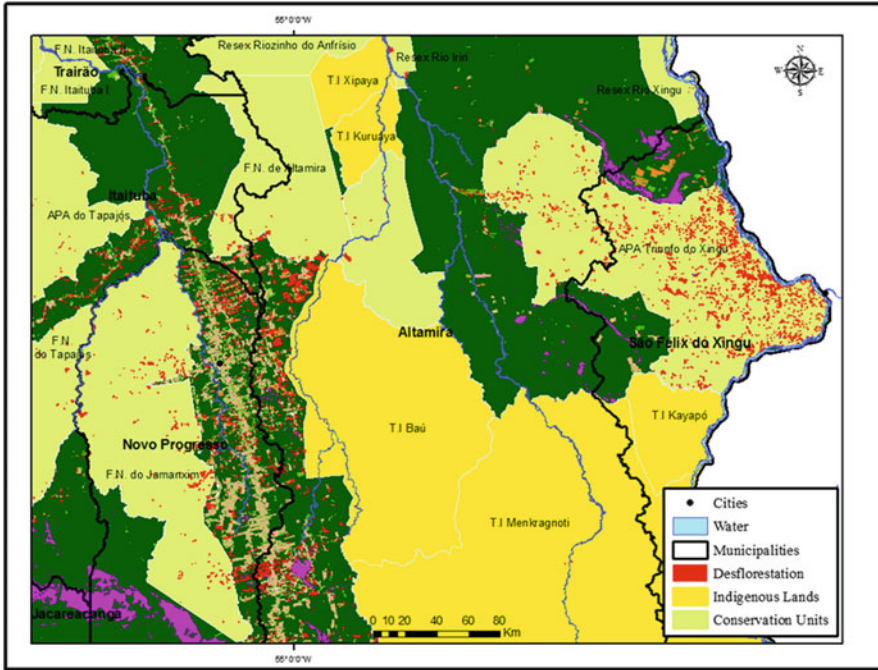 55°0'0"W
F.N. Itaituba II
Resex Riozinho do Anfrísio
Resex Rio Iriri
Trairão
F.N. Itaituba I
T.I Xipaya
N
W E
S
Resex Rio Xingu
T.I Kuruaya
F.N. de Altamira
Itaituba
APA do Tapajós
APA Triunfo do Xingu
F.N.
do Tapajós
Altamira
São Félix do Xingu
T.I Kayapó
T.I Baú
Novo Progresso
F.N. do Jamanxim
T.I Menkragnoti
Jacareacanga
Cities
Water
Municipalities
Desflorestation
Indigenous Lands
Conservation Units
0 10 20 40 60 80
Km
55°0'0"W